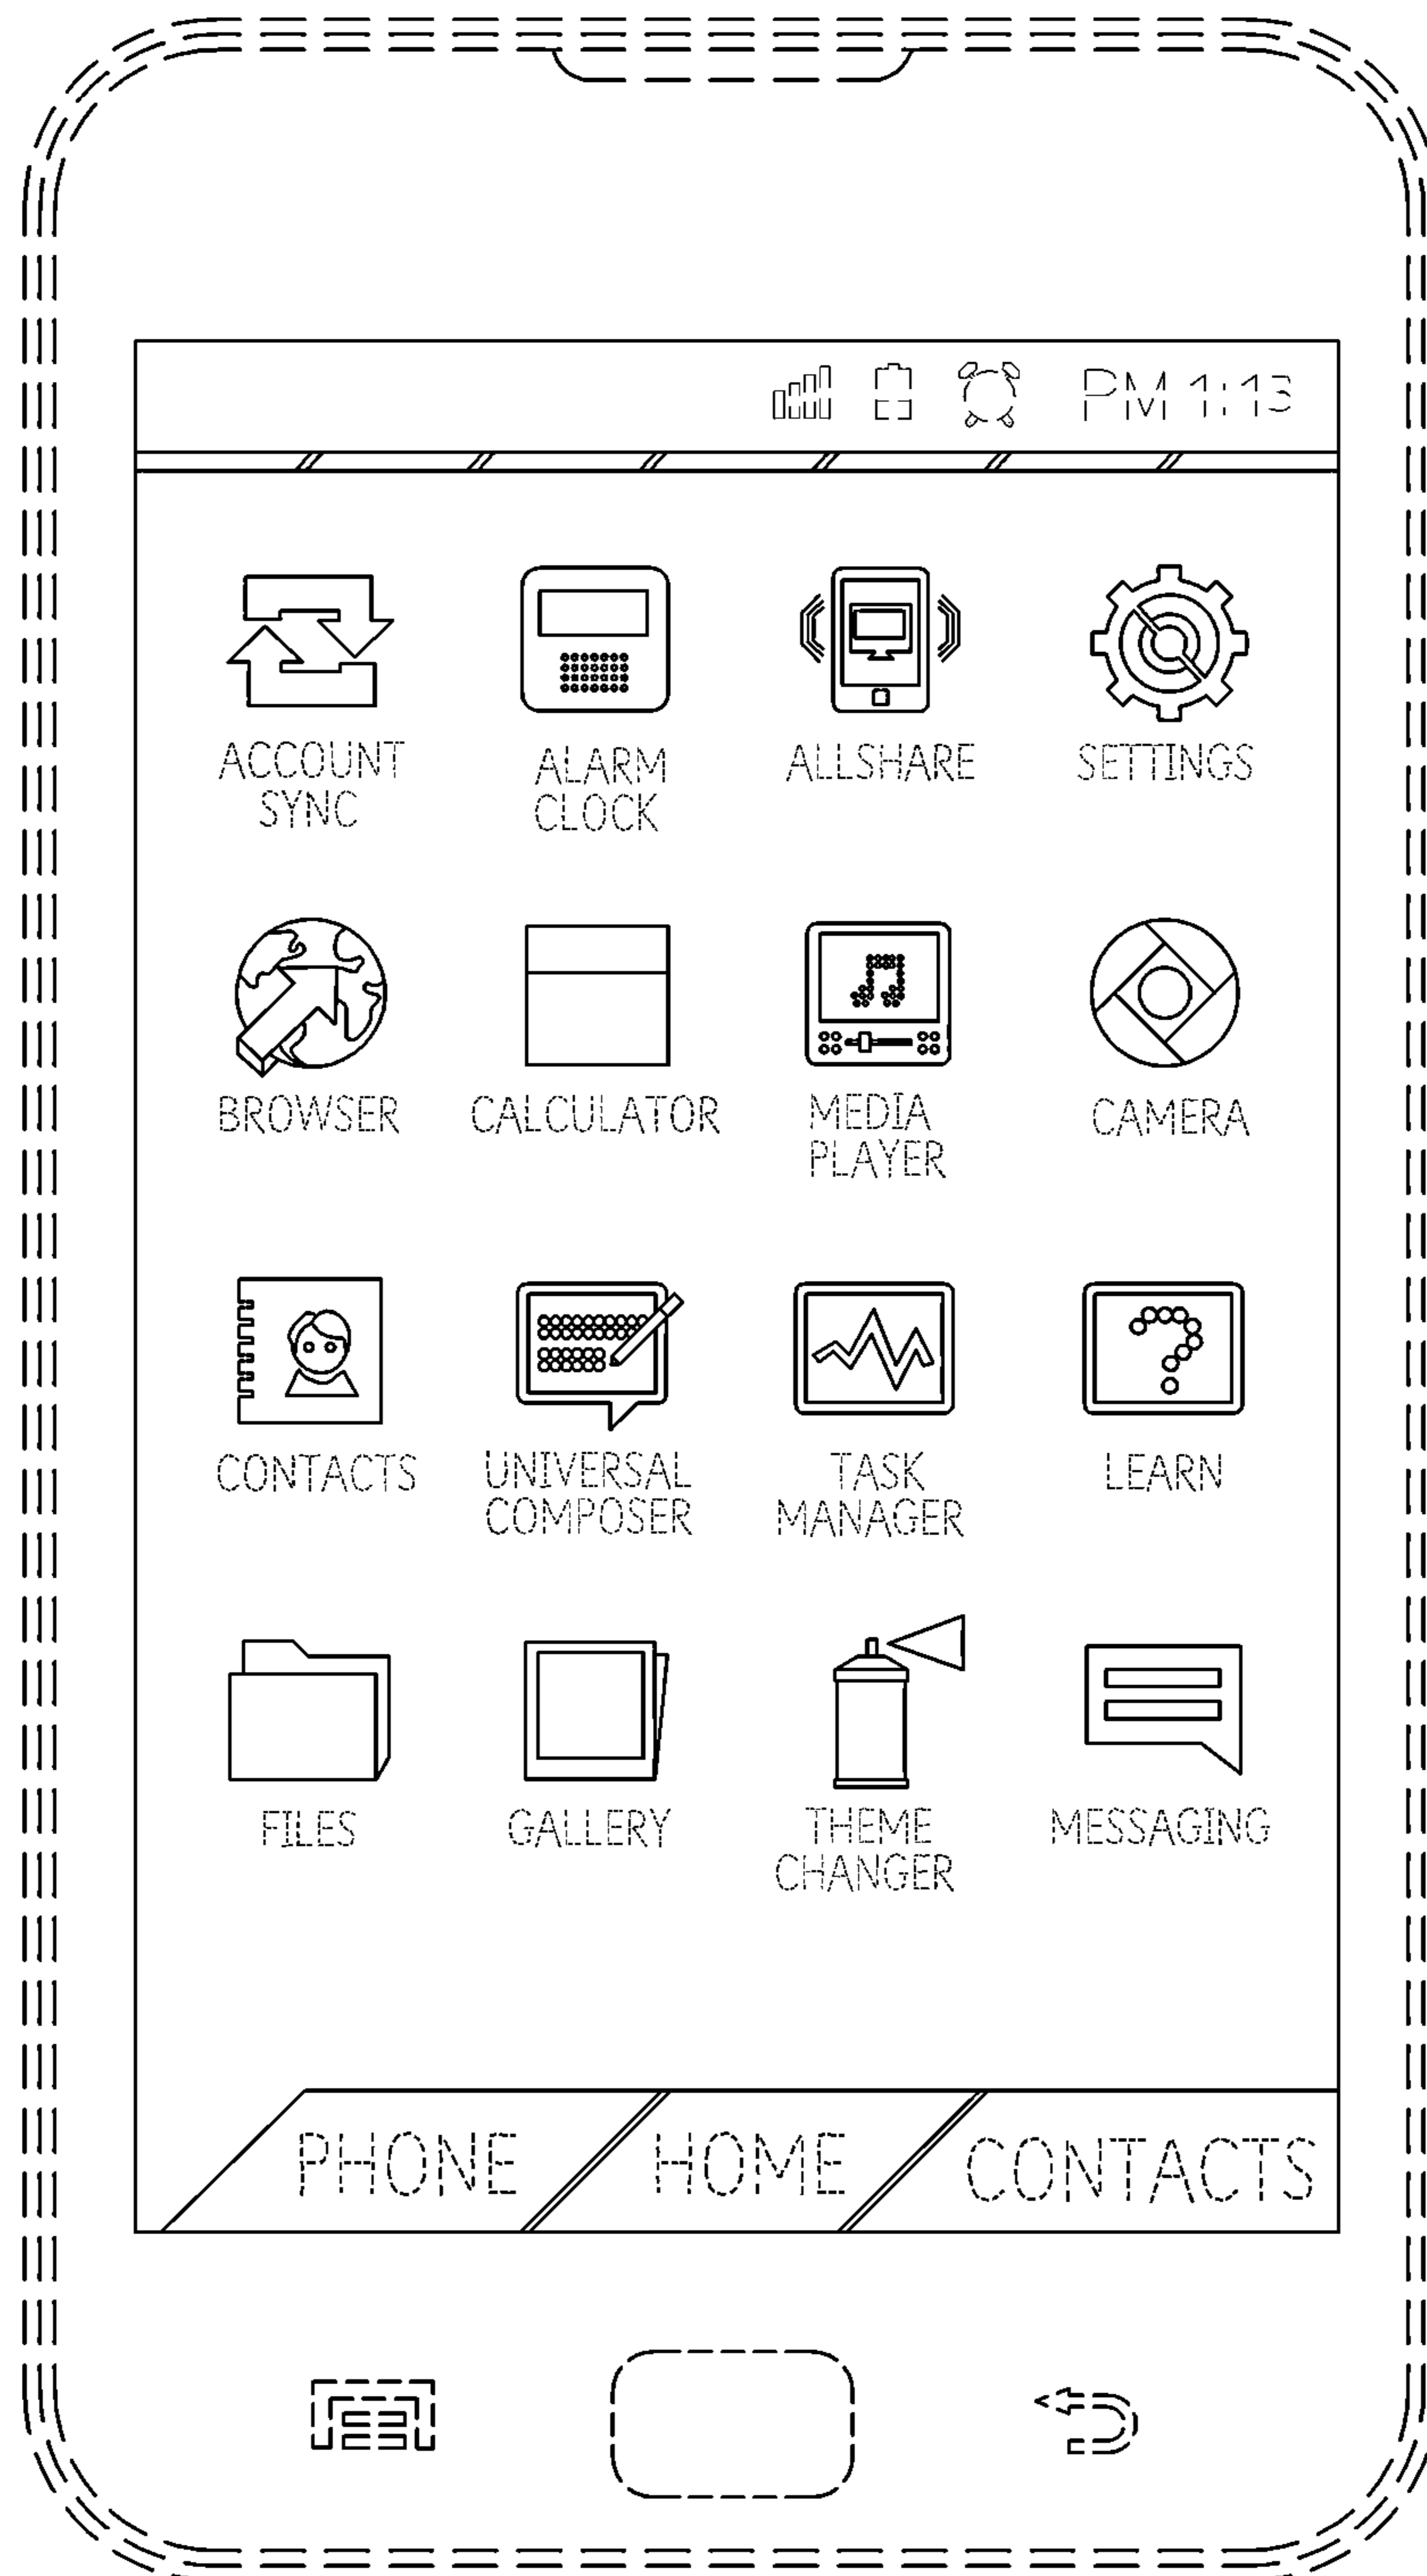 PM 1:13
ACCOUNT
SYNC
ALARM
CLOCK
ALLSHARE
SETTINGS
BROWSER
CALCULATOR
MEDIA
PLAYER
CAMERA
CONTACTS
UNIVERSAL
COMPOSER
TASK
MANAGER
LEARN
FILES
GALLERY
THEME
CHANGER
MESSAGING
PHONE
HOME
CONTACTS